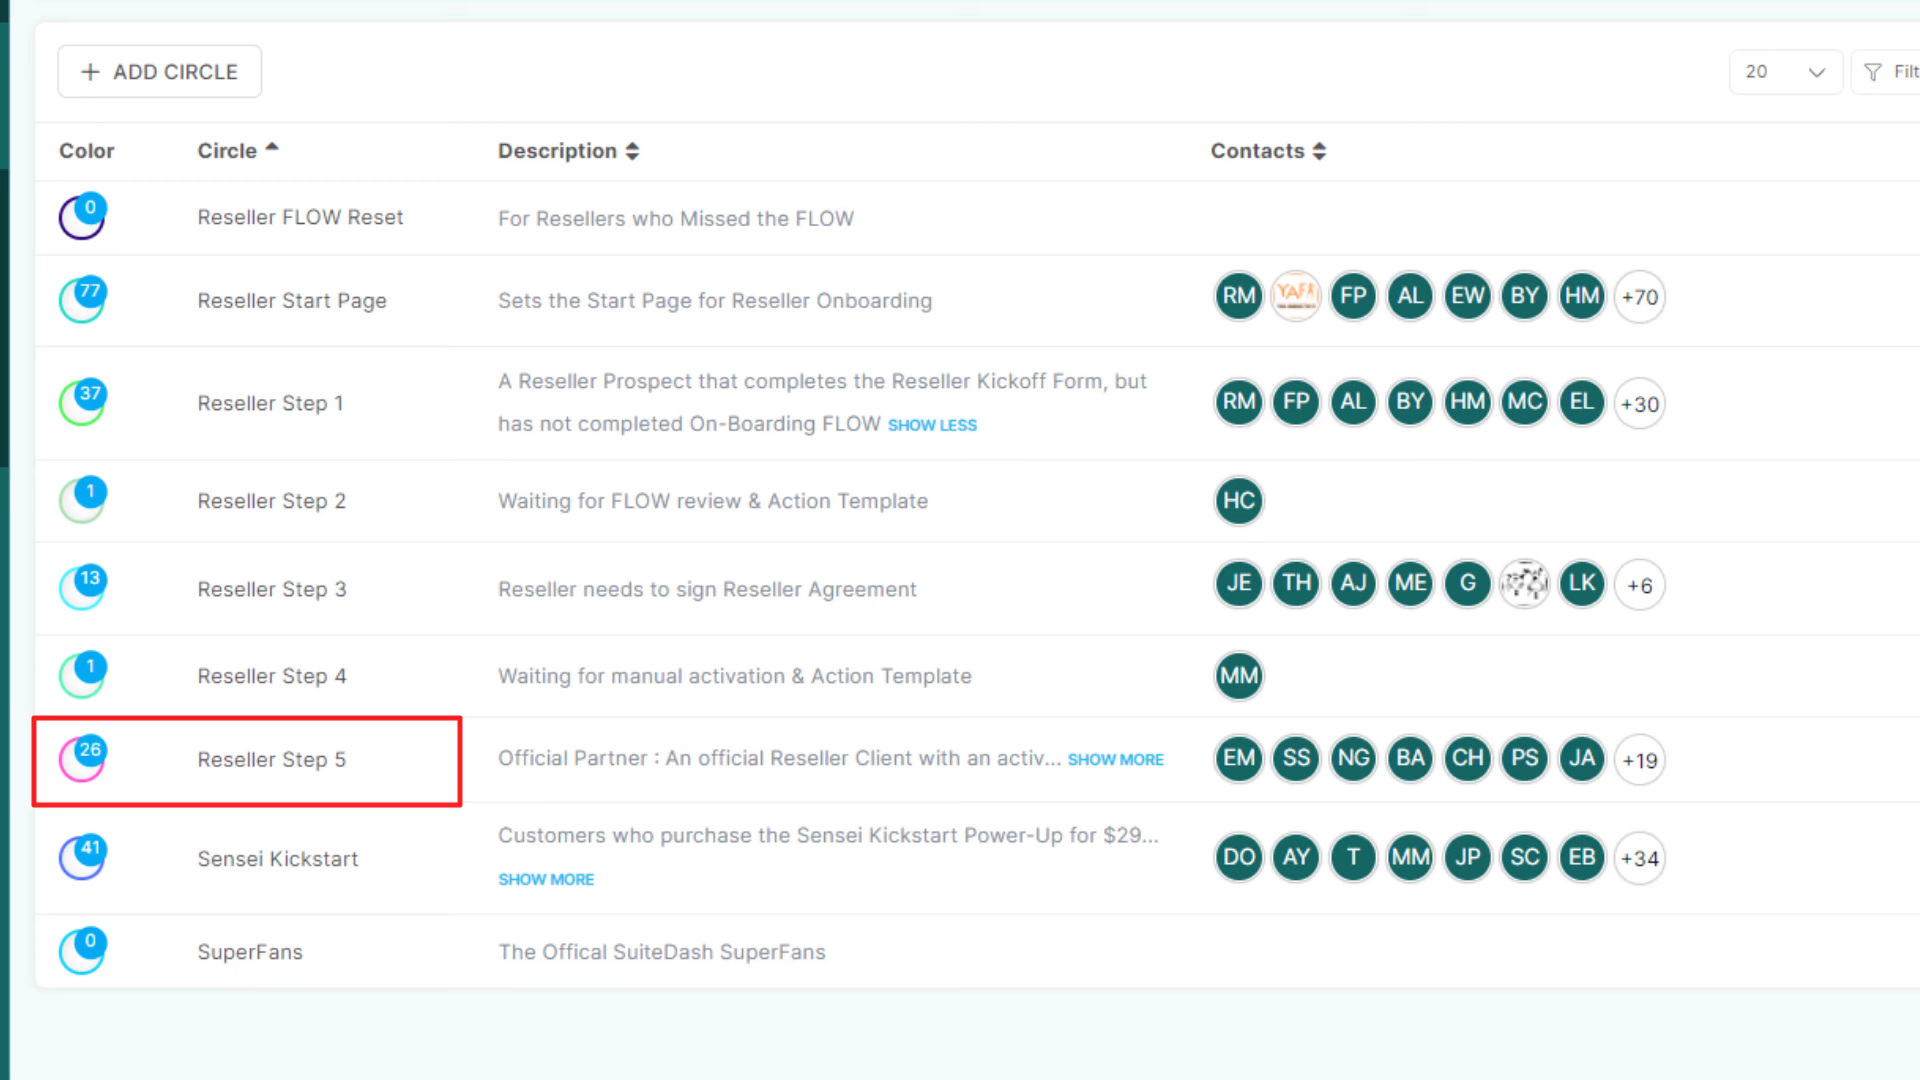 + ADD CIRCLE
20
Filt
Color Circle Description Contacts
0 Reseller FLOW Reset For Resellers who Missed the FLOW
77 Reseller Start Page Sets the Start Page for Reseller Onboarding RM YAFA FP AL EW BY HM +70
37 Reseller Step 1 A Reseller Prospect that completes the Reseller Kickoff Form, but
has not completed On-Boarding FLOW SHOW LESS RM FP AL BY HM MC EL +30
1 Reseller Step 2 Waiting for FLOW review & Action Template HC
13 Reseller Step 3 Reseller needs to sign Reseller Agreement JE TH AJ ME G LK +6
1 Reseller Step 4 Waiting for manual activation & Action Template MM
26 Reseller Step 5 Official Partner : An official Reseller Client with an activ... SHOW MORE EM SS NG BA CH PS JA +19
41 Sensei Kickstart Customers who purchase the Sensei Kickstart Power-Up for $29...
SHOW MORE DO AY T MM JP SC EB +34
0 SuperFans The Offical SuiteDash SuperFans